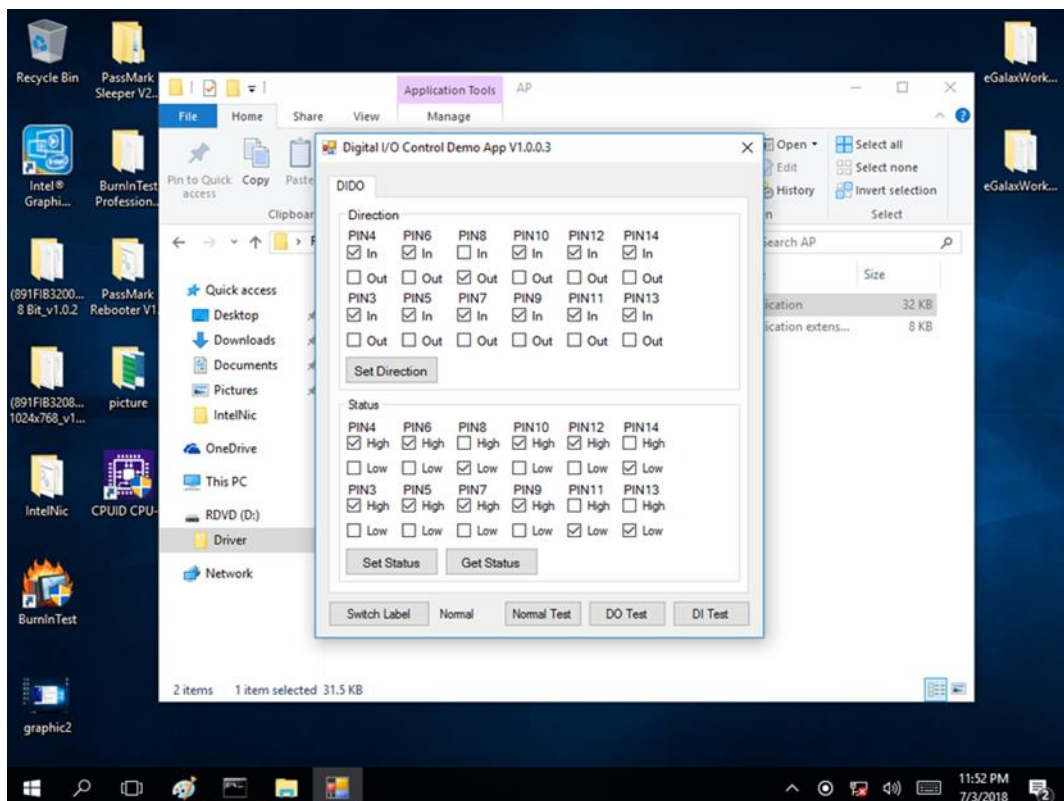 Recycle Bin
PassMark
Sleeper V2...
eGalaxWork...
Application Tools
AP
File
Home
Share
View
Manage
Intel®
Graphi...
BurnInTest
Profession...
eGalaxWork...
Pin to Quick
access
Copy
Paste
Clipboar
Open
Edit
History
Select all
Select none
Invert selection
Select
Digital I/O Control Demo App V1.0.0.3
DIDO
Direction
PIN4 PIN6 PIN8 PIN10 PIN12 PIN14
In In In In In In
Out Out Out Out Out Out
PIN3 PIN5 PIN7 PIN9 PIN11 PIN13
In In In In In In
Out Out Out Out Out Out
Set Direction
Status
PIN4 PIN6 PIN8 PIN10 PIN12 PIN14
High High High High High High
Low Low Low Low Low Low
PIN3 PIN5 PIN7 PIN9 PIN11 PIN13
High High High High High High
Low Low Low Low Low Low
Set Status Get Status
Switch Label Normal Normal Test DO Test DI Test
Search AP
Size
ication 32 KB
ication extens... 8 KB
Quick access
Desktop
Downloads
Documents
Pictures
IntelNic
OneDrive
This PC
RDVD (D:)
Driver
Network
2 items 1 item selected 31.5 KB
(891FIB3200...
8 Bit_v1.0.2
PassMark
Rebooter V1
(891FIB3208...
1024x768_v1...
picture
IntelNic
CPUID CPU-
BurnInTest
graphic2
11:52 PM
7/3/2018
2